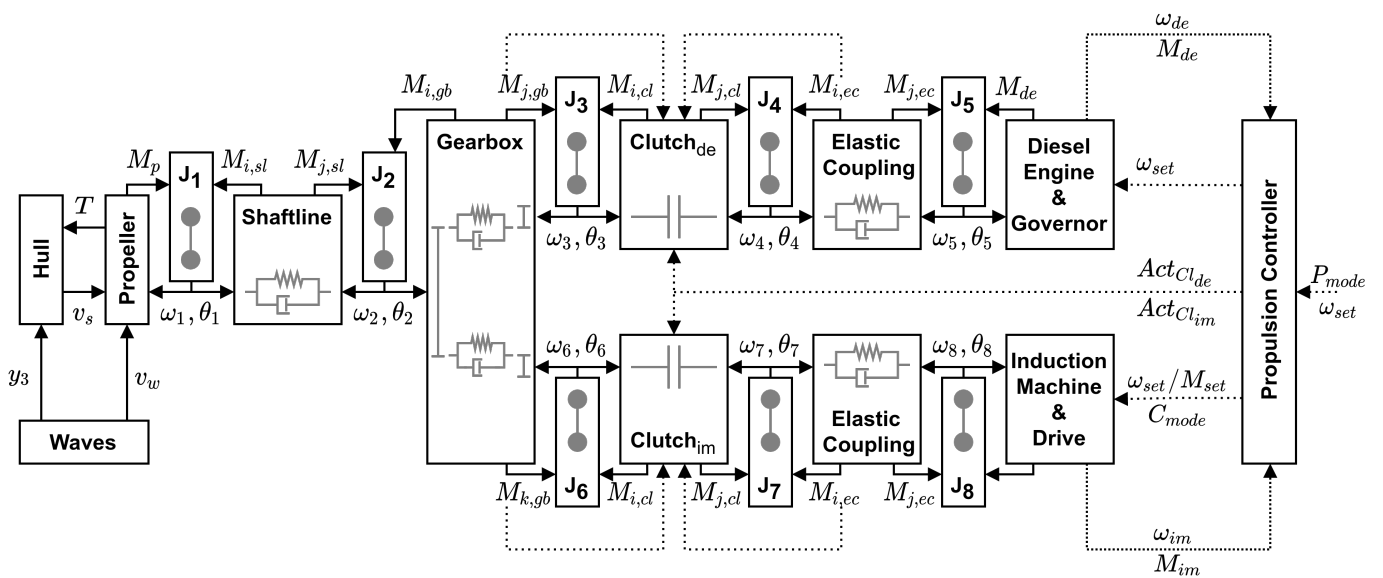 ω_de
M_de
M_i,gb
M_j,gb
J_3
M_i,cl
M_j,cl
J_4
M_i,ec
M_j,ec
J_5
M_de
Gearbox
Clutch_de
Elastic
Coupling
Diesel
Engine
&
Governor
ω_set
M_p
J_1
M_i,sl
M_j,sl
J_2
Shaftline
T
Hull
Propeller
v_s
ω_1, θ_1
ω_2, θ_2
ω_3, θ_3
ω_4, θ_4
ω_5, θ_5
Act_Cl_de
Act_Cl_im
Propulsion Controller
P_mode
ω_set
y_3
v_w
Waves
ω_6, θ_6
ω_7, θ_7
ω_8, θ_8
Clutch_im
Elastic
Coupling
Induction
Machine
&
Drive
ω_set/M_set
C_mode
M_k,gb
J_6
M_i,cl
M_j,cl
J_7
M_i,ec
M_j,ec
J_8
ω_im
M_im